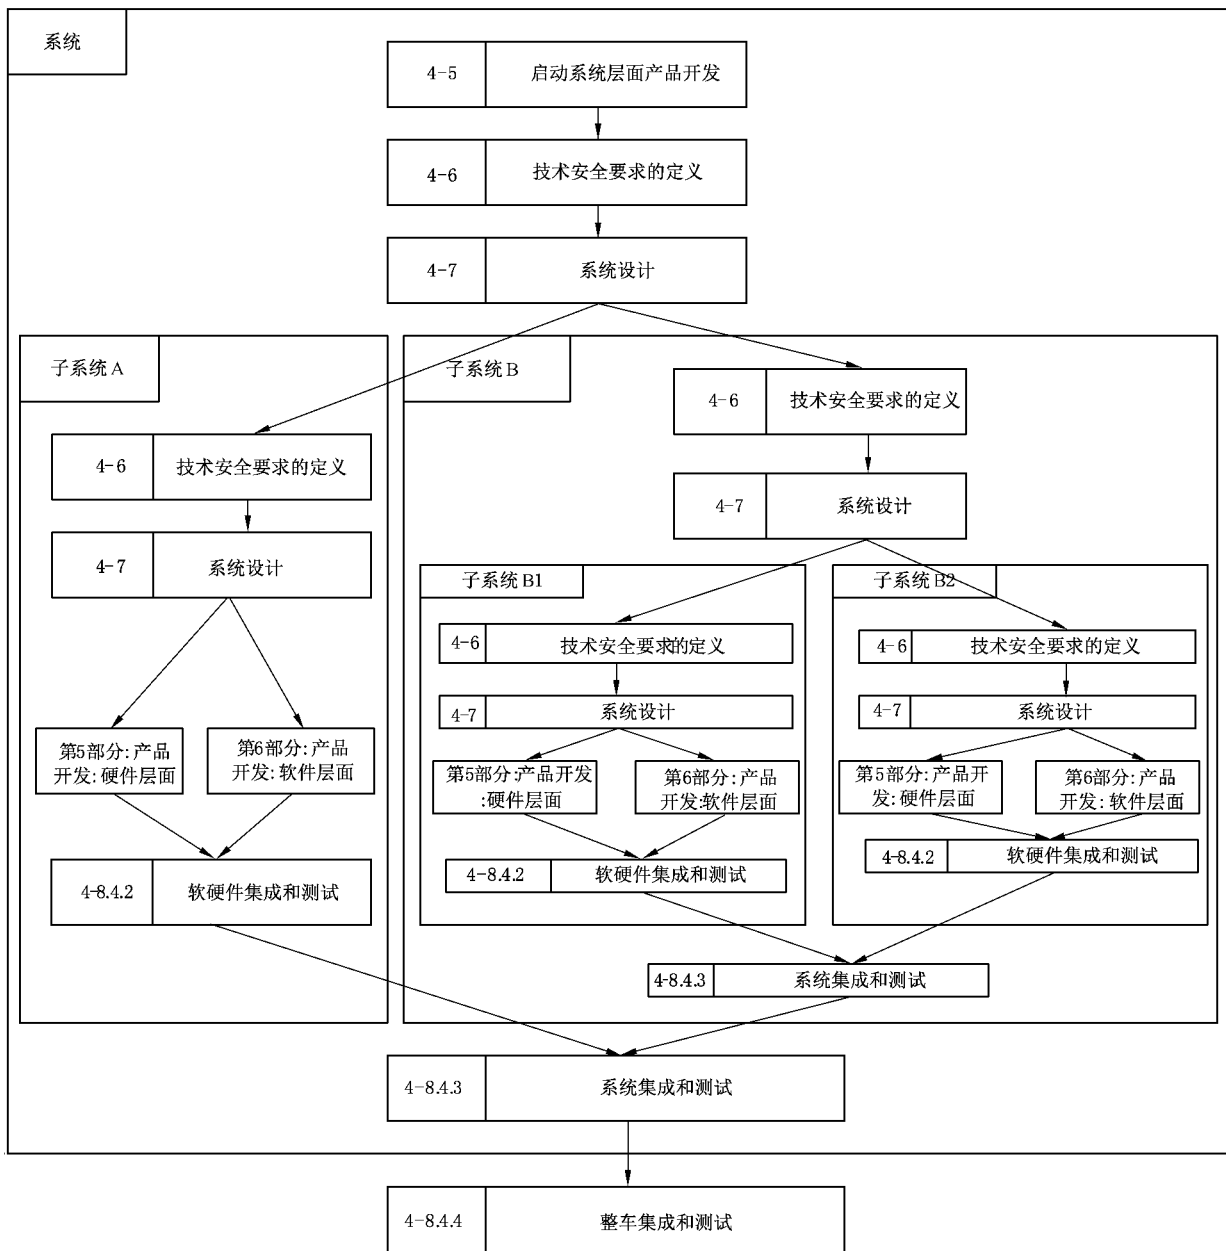 系统
4-5 启动系统层面产品开发
4-6 技术安全要求的定义
4-7 系统设计
子系统A
4-6 技术安全要求的定义
4-7 系统设计
第5部分:产品
开发:硬件层面
第6部分:产品
开发:软件层面
4-8.4.2 软硬件集成和测试
子系统B
4-6 技术安全要求的定义
4-7 系统设计
子系统B1
4-6 技术安全要求的定义
4-7 系统设计
第5部分:产品开发
:硬件层面
第6部分:产品
开发:软件层面
4-8.4.2 软硬件集成和测试
子系统B2
4-6 技术安全要求的定义
4-7 系统设计
第5部分:产品开
发:硬件层面
第6部分:产品
开发:软件层面
4-8.4.2 软硬件集成和测试
4-8.4.3 系统集成和测试
4-8.4.3 系统集成和测试
4-8.4.4 整车集成和测试